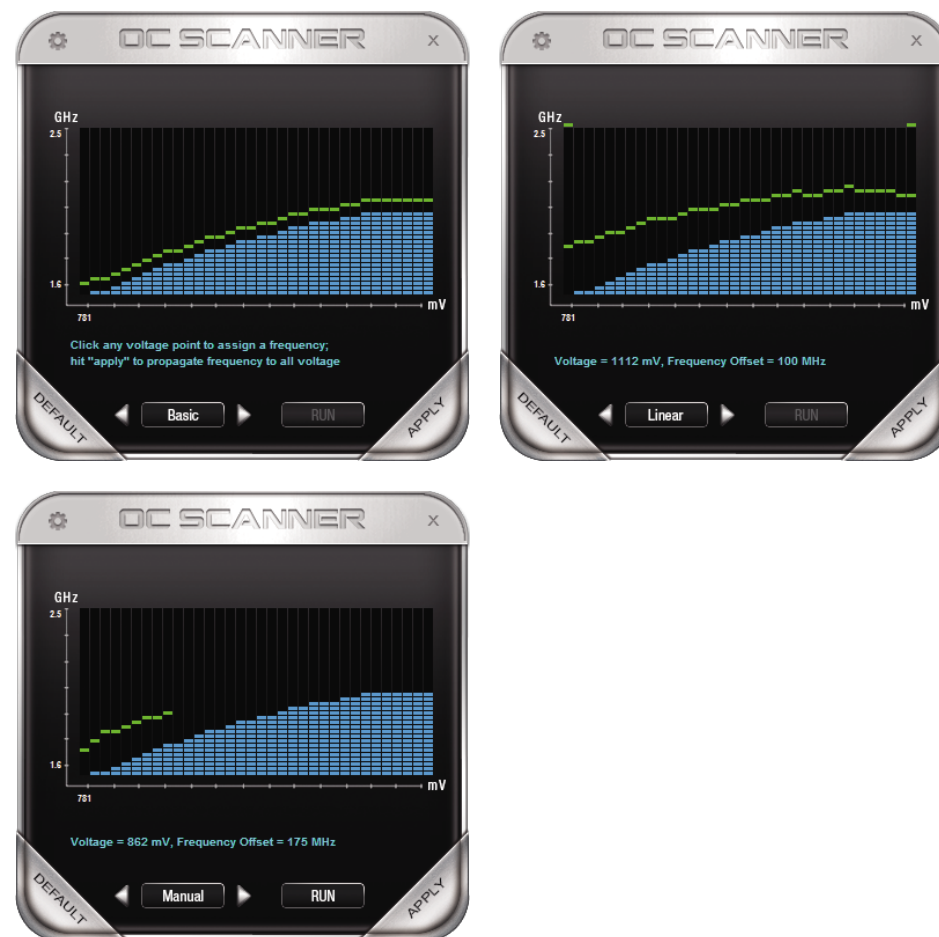 OC SCANNER
X
GHz
2.5
1.6
mV
781
Click any voltage point to assign a frequency;
hit "apply" to propagate frequency to all voltage
DEFAULT
Basic
RUN
APPLY
OC SCANNER
X
GHz
2.5
1.6
mV
781
Voltage = 1112 mV, Frequency Offset = 100 MHz
DEFAULT
Linear
RUN
APPLY
OC SCANNER
X
GHz
2.5
1.6
mV
781
Voltage = 862 mV, Frequency Offset = 175 MHz
DEFAULT
Manual
RUN
APPLY